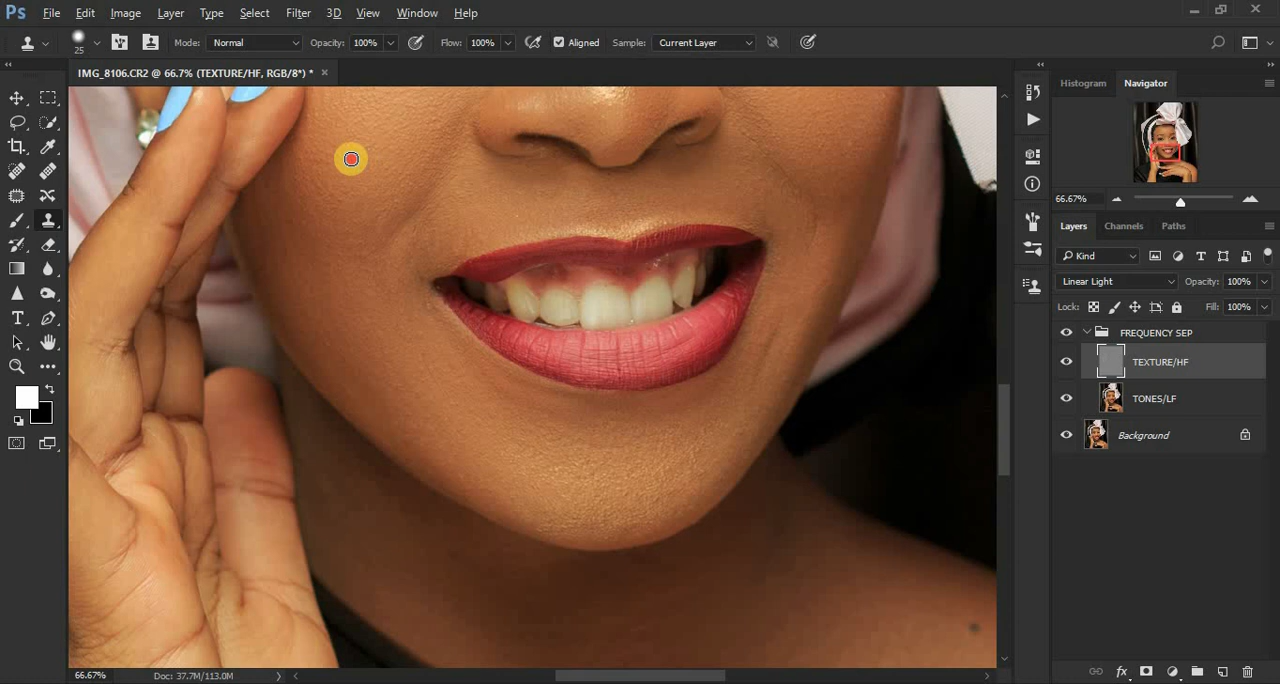 Ps File Edit Image Layer Type Select Filter 3D View Window Help
25 Mode: Normal Opacity: 100% Flow: 100% Aligned Sample: Current Layer
IMG_8106.CR2 @ 66.7% (TEXTURE/HF, RGB/8*) * ×
Histogram Navigator
66.67%
Layers Channels Paths
Kind
Linear Light Opacity: 100%
Lock: Fill: 100%
FREQUENCY SEP
TEXTURE/HF
TONES/LF
Background
66.67% Doc: 37.7M/113.0M